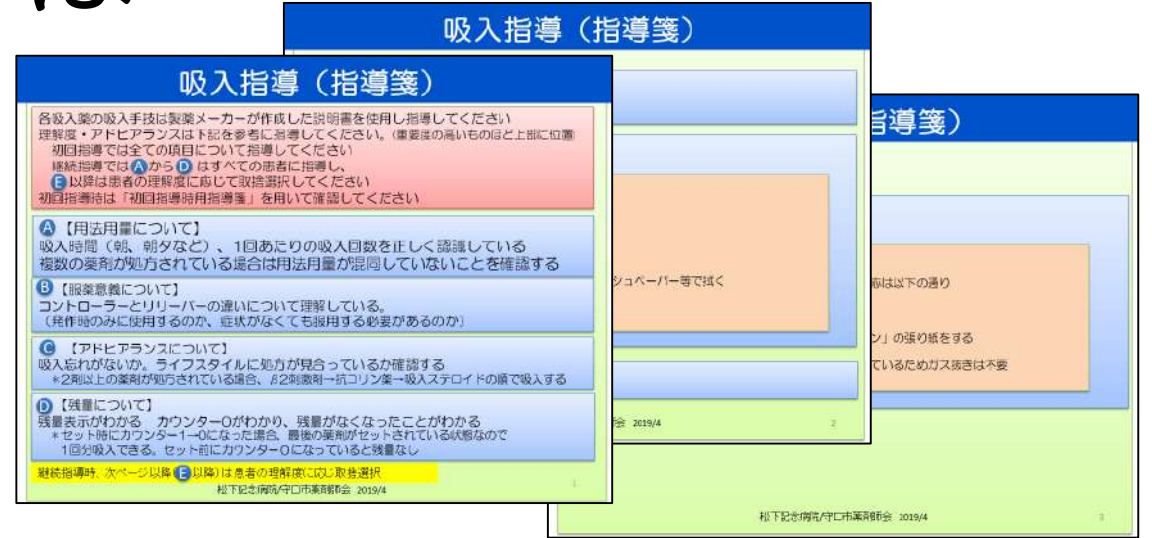 吸入指導（指導箋）
各吸入薬の吸入手技は製薬メーカーが作成した説明書を使用し指導してください
理解度・アドヒアランスは下記を参考に指導してください。（重要度の高いものほど上部に位置
初回指導では全ての項目について指導してください
継続指導ではAからDはすべての患者に指導し、
E以降は患者の理解度に応じて取捨選択してください
初回指導時は「初回指導時用指導箋」を用いて確認してください
A【用法用量について】
吸入時間（朝、朝夕など）、1回あたりの吸入回数を正しく認識している
複数の薬剤が処方されている場合は用法用量が混同していないことを確認する
B【服薬意義について】
コントローラーとリリーバーの違いについて理解している。
（発作時のみに使用するのか、症状がなくても服用する必要があるのか）
C【アドヒアランスについて】
吸入忘れがないか。ライフスタイルに処方が見合っているか確認する
＊2剤以上の薬剤が処方されている場合、β2刺激剤→抗コリン薬→吸入ステロイドの順で吸入する
D【残量について】
残量表示がわかる　カウンター0がわかり、残量がなくなったことがわかる
＊セット時にカウンター1→0になった場合、最後の薬剤がセットされている状態なので
1回分吸入できる。セット前にカウンター0になっていると残量なし
継続指導時、次ページ以降（E以降）は患者の理解度に応じ取捨選択
松下記念病院/守口市薬剤師会 2019/4
1
吸入指導（指導箋）
シュペーパー等で拭く
会 2019/4
2
指導箋）
は以下の通り
ン」の張り紙をする
ているためガス抜きは不要
松下記念病院/守口市薬剤師会 2019/4
3